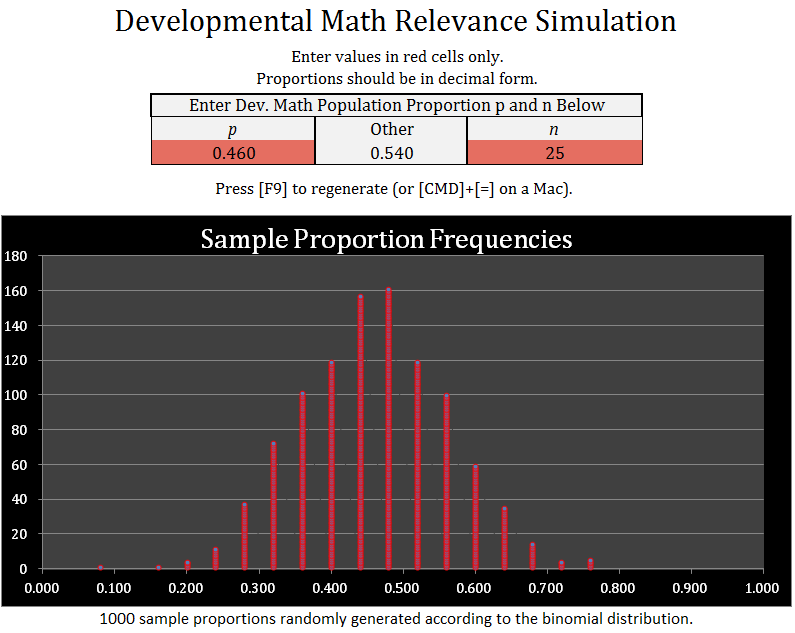 Developmental Math Relevance Simulation
Enter values in red cells only.
Proportions should be in decimal form.
Enter Dev. Math Population Proportion p and n Below
p Other n
0.460 0.540 25
Press [F9] to regenerate (or [CMD]+[=] on a Mac).
Sample Proportion Frequencies
180
160
140
120
100
80
60
40
20
0
0.000 0.100 0.200 0.300 0.400 0.500 0.600 0.700 0.800 0.900 1.000
1000 sample proportions randomly generated according to the binomial distribution.